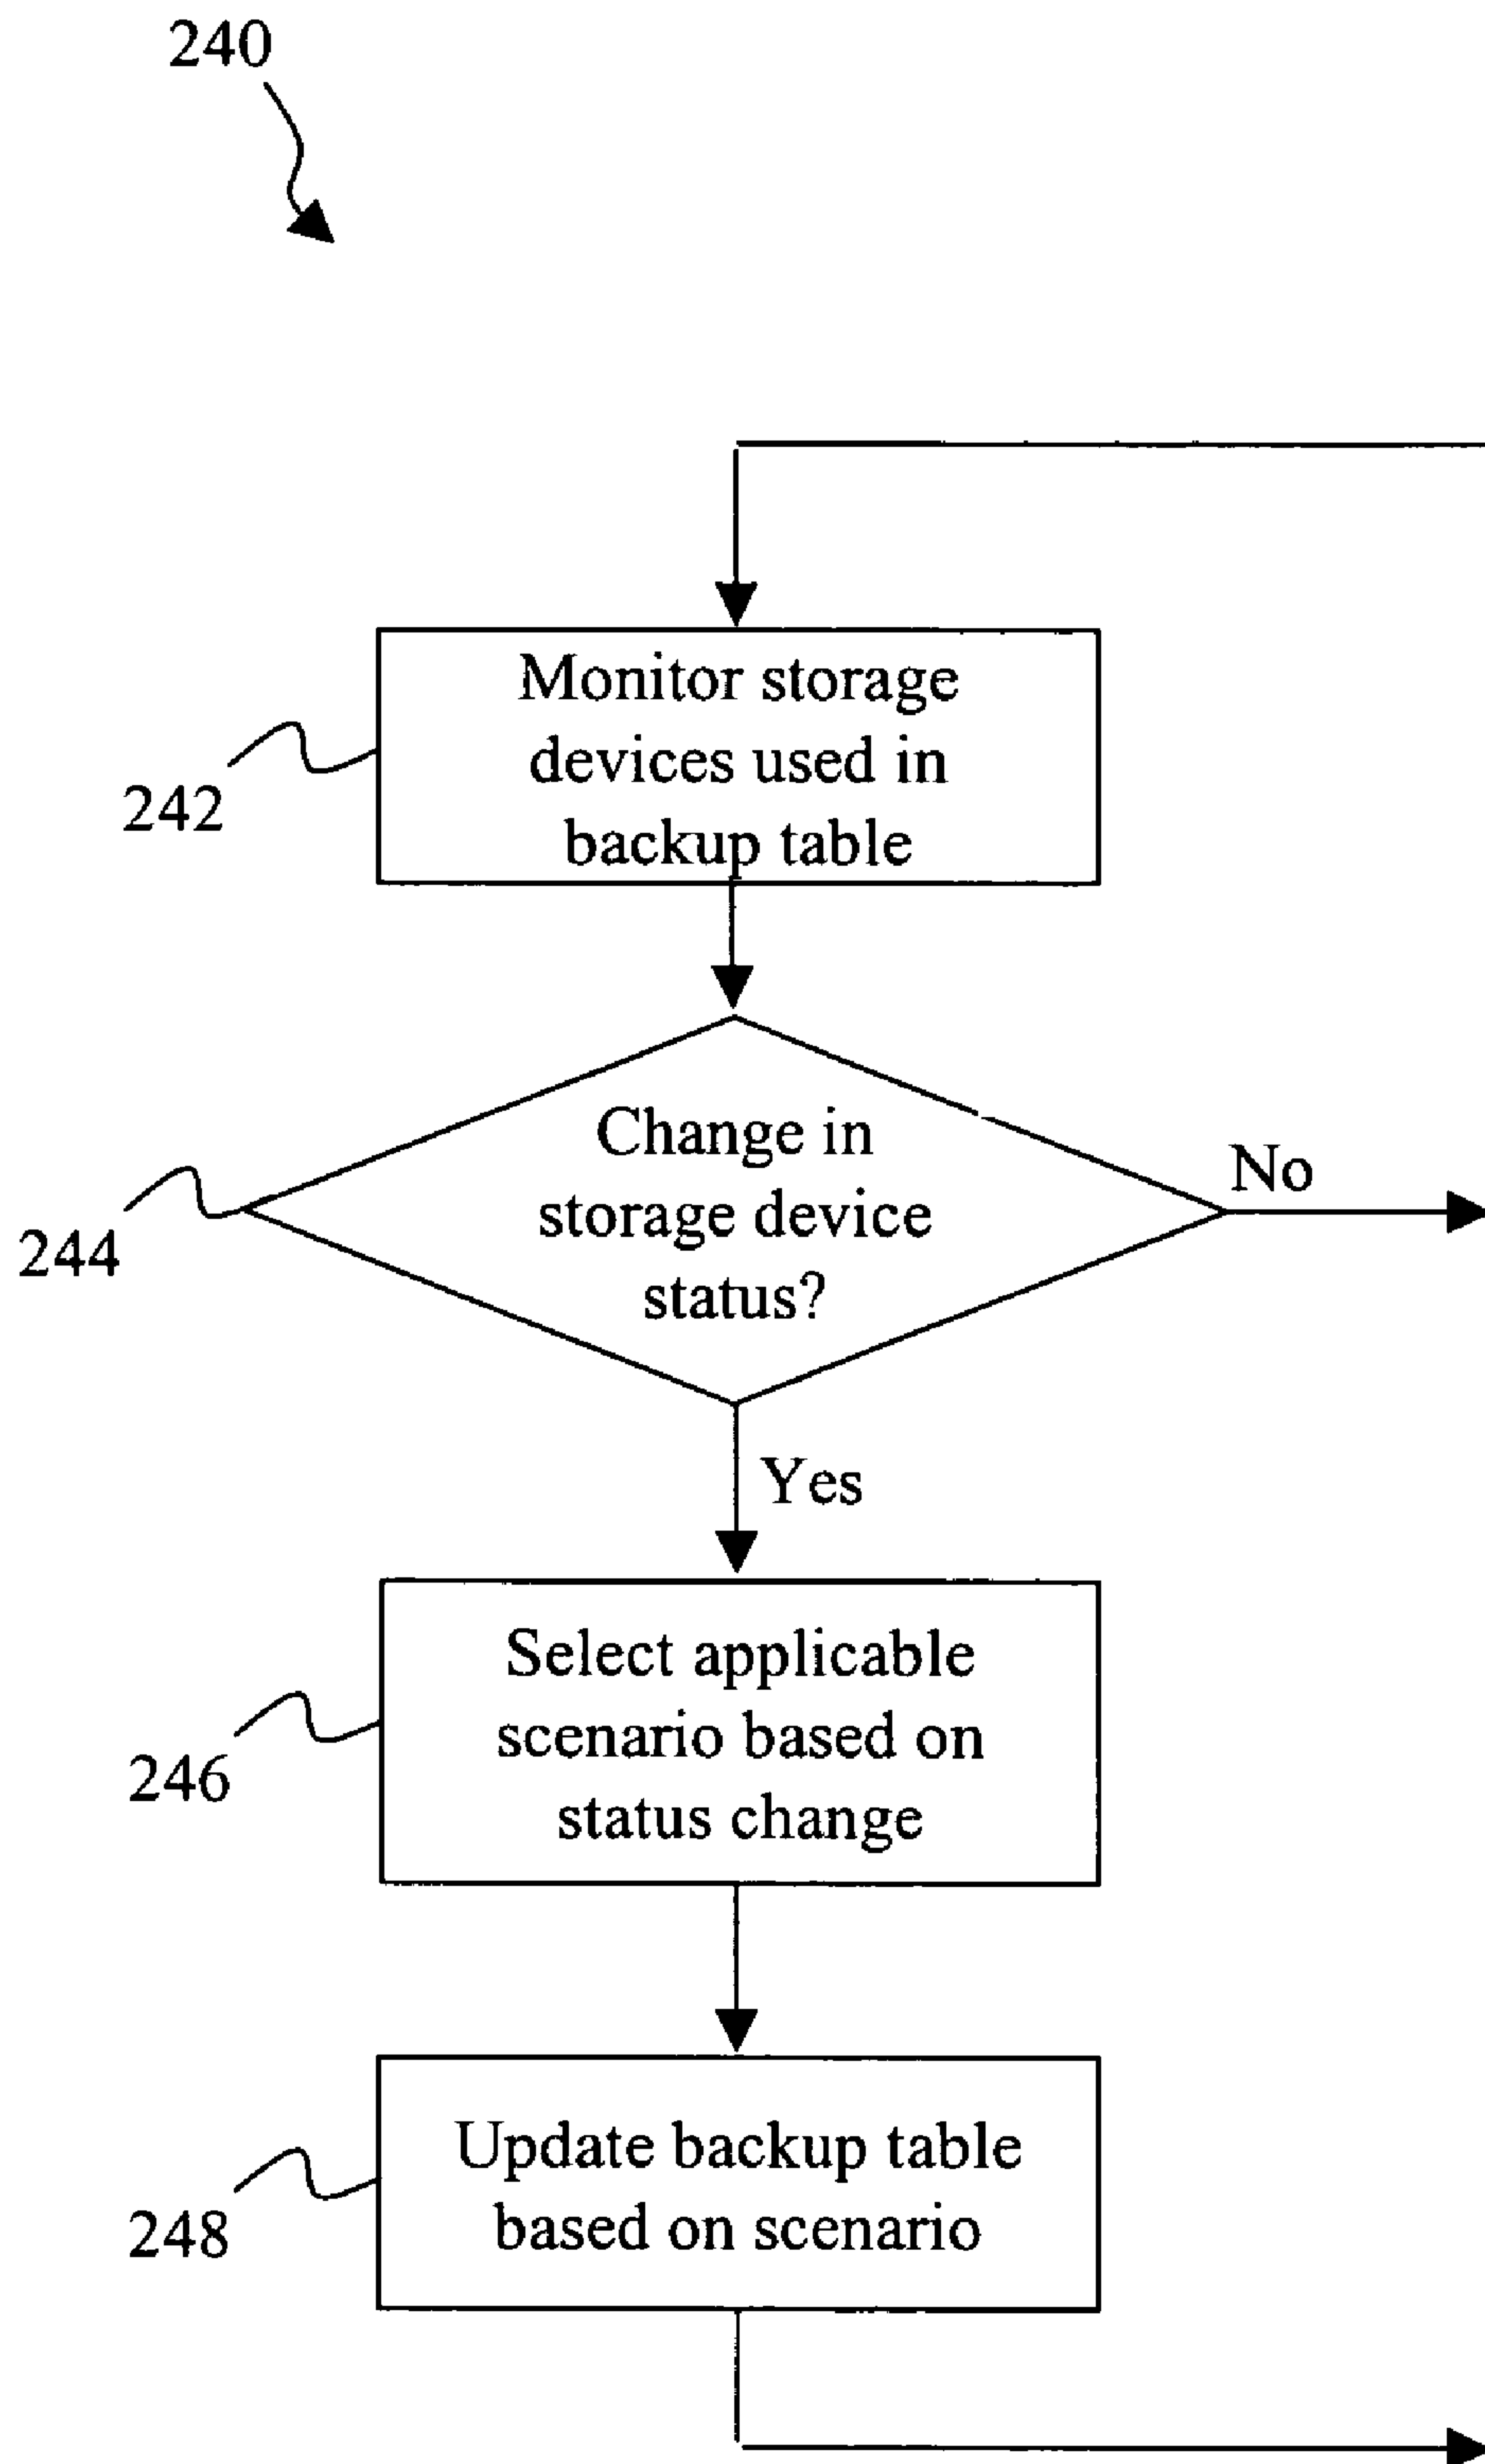 240
Monitor storage
devices used in
backup table
242
Change in
storage device
status?
No
244
Yes
Select applicable
scenario based on
status change
246
Update backup table
based on scenario
248